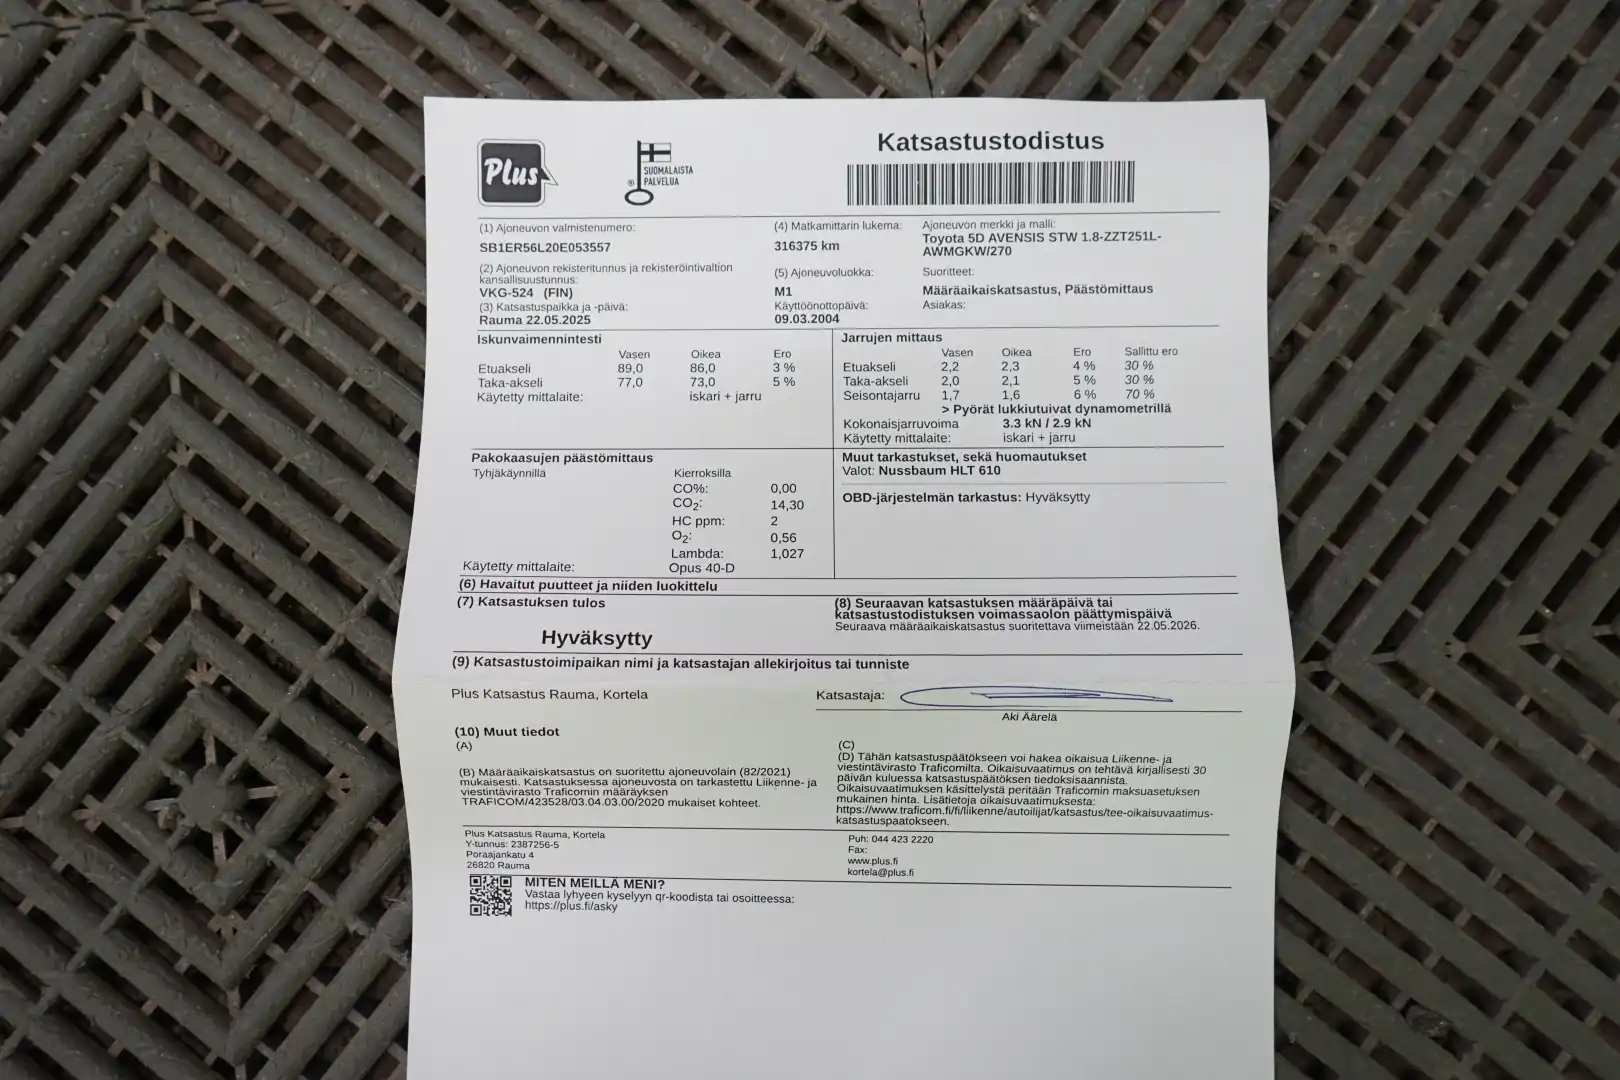 Plus
SUOMALAISTA
PALVELUA
Katsastustodistus
(1) Ajoneuvon valmistenumero:
SB1ER56L20E053557
(4) Matkamittarin lukema:
316375 km
Ajoneuvon merkki ja malli:
Toyota 5D AVENSIS STW 1.8-ZZT251L-
AWMGKW/270
(2) Ajoneuvon rekisteritunnus ja rekisteröintivaltion
kansallisuustunnus:
VKG-524 (FIN)
(5) Ajoneuvoluokka:
M1
Suoritteet:
Määräaikaiskatsastus, Päästömittaus
(3) Katsastuspaikka ja -päivä:
Rauma 22.05.2025
Käyttöönottopäivä:
09.03.2004
Asiakas:
Iskunvaimennintesti
Vasen Oikea Ero
Etuakseli 89,0 86,0 3 %
Taka-akseli 77,0 73,0 5 %
Käytetty mittalaite: iskari + jarru
Jarrujen mittaus
Vasen Oikea Ero Sallittu ero
Etuakseli 2,2 2,3 4 % 30 %
Taka-akseli 2,0 2,1 5 % 30 %
Seisontajarru 1,7 1,6 6 % 70 %
> Pyörät lukkiutuivat dynamometrillä
Kokonaisjarruvoima 3.3 kN / 2.9 kN
Käytetty mittalaite: iskari + jarru
Pakokaasujen päästömittaus
Tyhjäkäynnillä Kierroksilla
CO%: 0,00
CO2: 14,30
HC ppm: 2
O2: 0,56
Lambda: 1,027
Käytetty mittalaite: Opus 40-D
Muut tarkastukset, sekä huomautukset
Valot: Nussbaum HLT 610
OBD-järjestelmän tarkastus: Hyväksytty
(6) Havaitut puutteet ja niiden luokittelu
(7) Katsastuksen tulos
Hyväksytty
(8) Seuraavan katsastuksen määräpäivä tai
katsastustodistuksen voimassaolon päättymispäivä
Seuraava määräaikaiskatsastus suoritettava viimeistään 22.05.2026.
(9) Katsastustoimipaikan nimi ja katsastajan allekirjoitus tai tunniste
Plus Katsastus Rauma, Kortela
Katsastaja:
Aki Äärelä
(10) Muut tiedot
(A)
(B) Määräaikaiskatsastus on suoritettu ajoneuvolain (82/2021)
mukaisesti. Katsastuksessa ajoneuvosta on tarkastettu Liikenne- ja
viestintävirasto Traficomin määräyksen
TRAFICOM/423528/03.04.03.00/2020 mukaiset kohteet.
(C)
(D) Tähän katsastuspäätökseen voi hakea oikaisua Liikenne- ja
viestintävirasto Traficomilta. Oikaisuvaatimus on tehtävä kirjallisesti 30
päivän kuluessa katsastuspäätöksen tiedoksisaannista.
Oikaisuvaatimuksen käsittelystä peritään Traficomin maksuasetuksen
mukainen hinta. Lisätietoja oikaisuvaatimuksesta:
https://www.traficom.fi/fi/liikenne/autoilijat/katsastus/tee-oikaisuvaatimus-
katsastuspaatokseen.
Plus Katsastus Rauma, Kortela
Y-tunnus: 2387256-5
Poraajankatu 4
26820 Rauma
Puh: 044 423 2220
Fax:
www.plus.fi
kortela@plus.fi
MITEN MEILLÄ MENI?
Vastaa lyhyeen kyselyyn qr-koodista tai osoitteessa:
https://plus.fi/asky